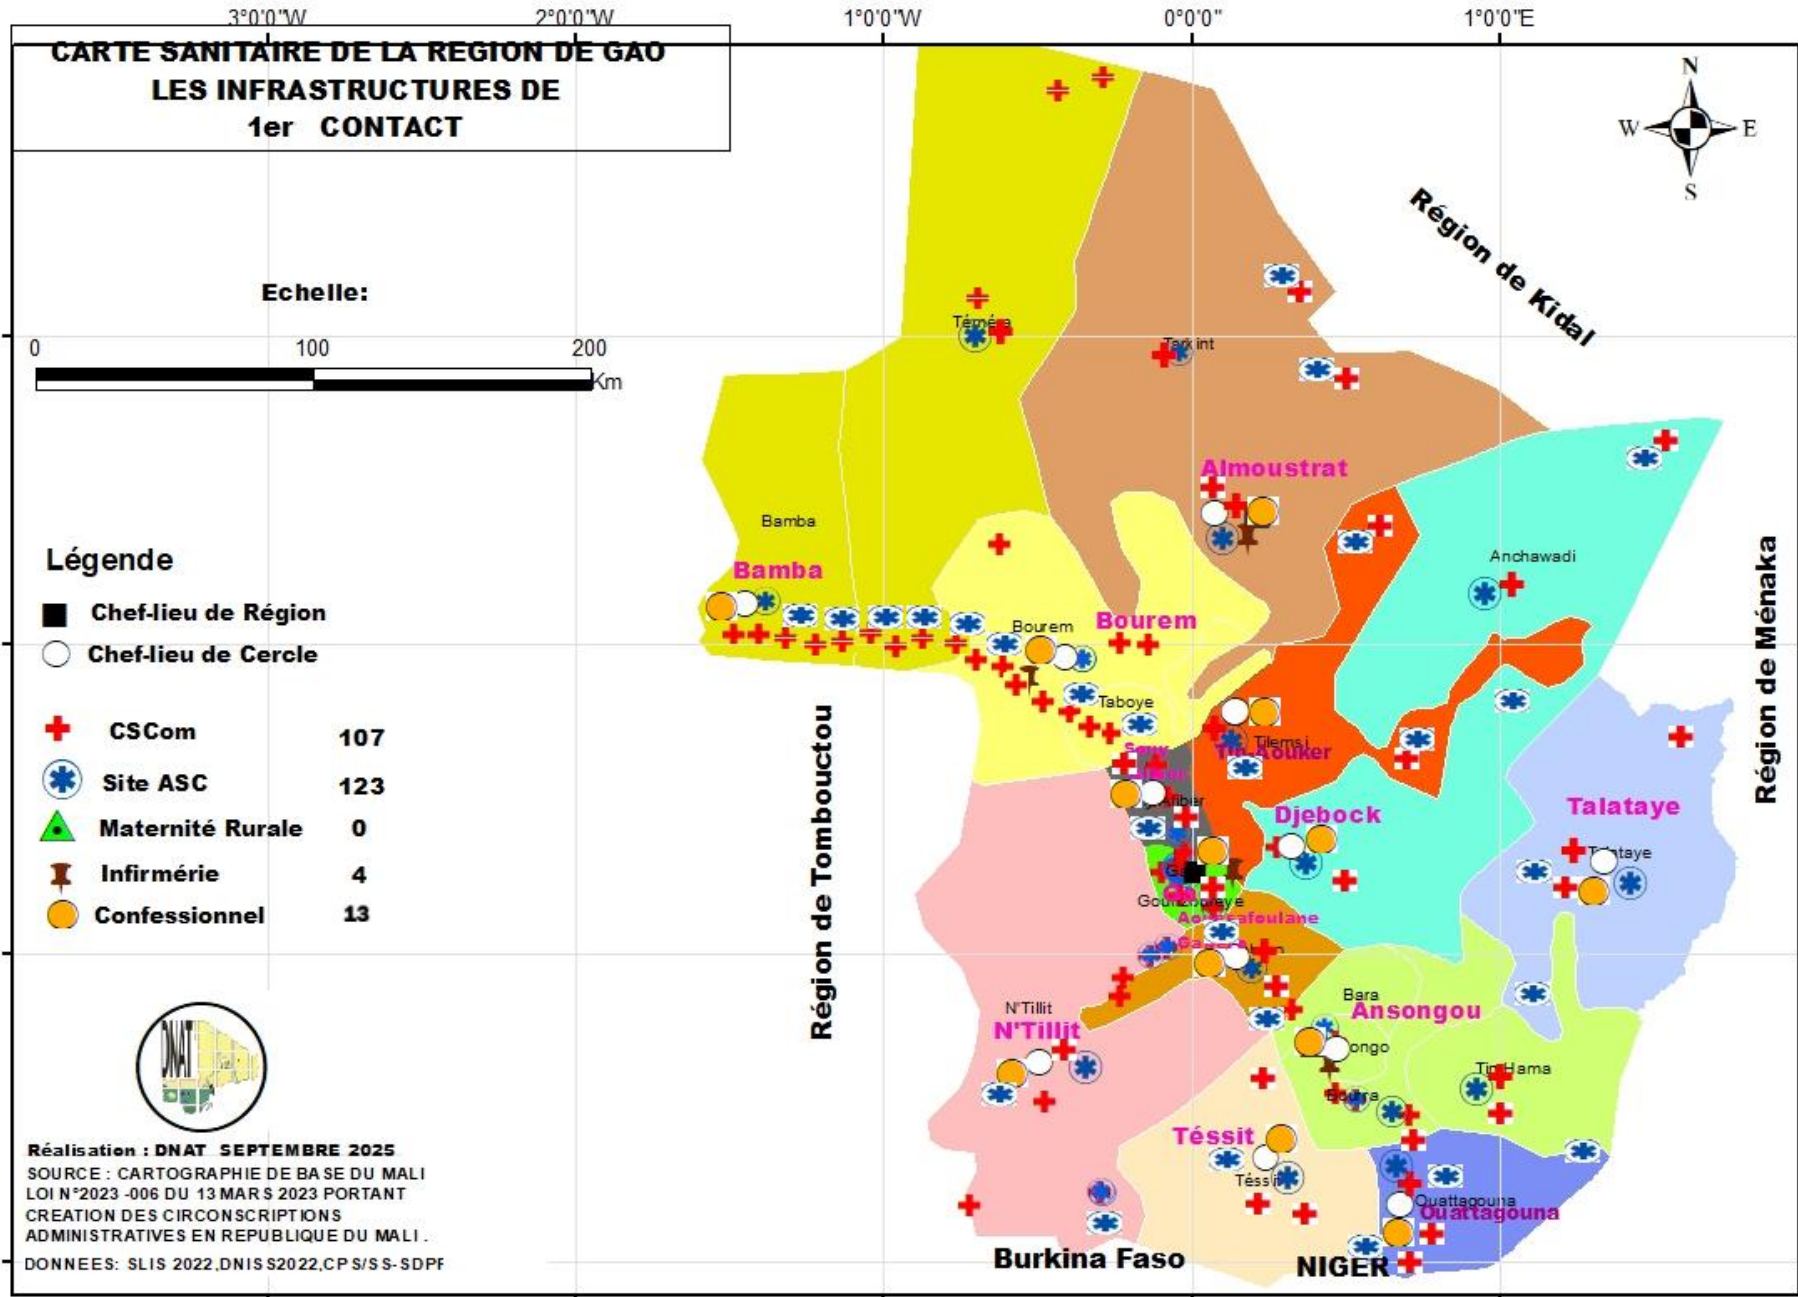 3°0'0"W
2°0'0"W
1°0'0"W
0°0'0"
1°0'0"E
CARTE SANITAIRE DE LA REGION DE GAO
LES INFRASTRUCTURES DE
1er CONTACT
N
W
E
S
Région de Kidal
Echelle:
0
100
200
Km
Téméra
Tarkint
Almoustrat
Bamba
Bamba
Anchawadi
Légende
Chef-lieu de Région
Chef-lieu de Cercle
CSCom
107
Site ASC
123
Maternité Rurale
0
Infirmérie
4
Confessionnel
13
Bourem
Bourem
Taboye
Tilemsi
Tin-Aouker
Région de Ménaka
Région de Tombouctou
Djebock
Talataye
Talataye
N'Tillit
N'Tillit
Bara
Ansongou
Tin Hama
Bourra
Téssit
Téssit
Ouattagouna
Ouattagouna
Burkina Faso
NIGER
DNAT
Réalisation : DNAT SEPTEMBRE 2025
SOURCE : CARTOGRAPHIE DE BASE DU MALI
LOI N°2023 -006 DU 13 MARS 2023 PORTANT
CREATION DES CIRCONSCRIPTIONS
ADMINISTRATIVES EN REPUBLIQUE DU MALI .
DONNEES: SLIS 2022,DNISS2022,CPS/SS-SDPF